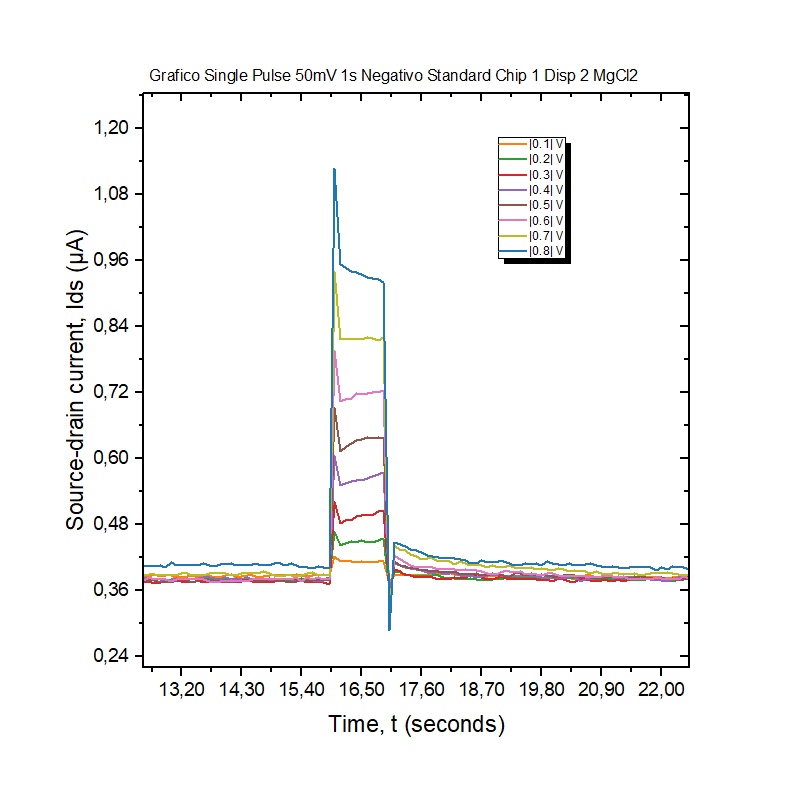 Grafico Single Pulse 50mV 1s Negativo Standard Chip 1 Disp 2 MgCl2
|0.1| V
|0.2| V
|0.3| V
|0.4| V
|0.5| V
|0.6| V
|0.7| V
|0.8| V
Source-drain current, Ids (µA)
1,20
1,08
0,96
0,84
0,72
0,60
0,48
0,36
0,24
13,20 14,30 15,40 16,50 17,60 18,70 19,80 20,90 22,00
Time, t (seconds)